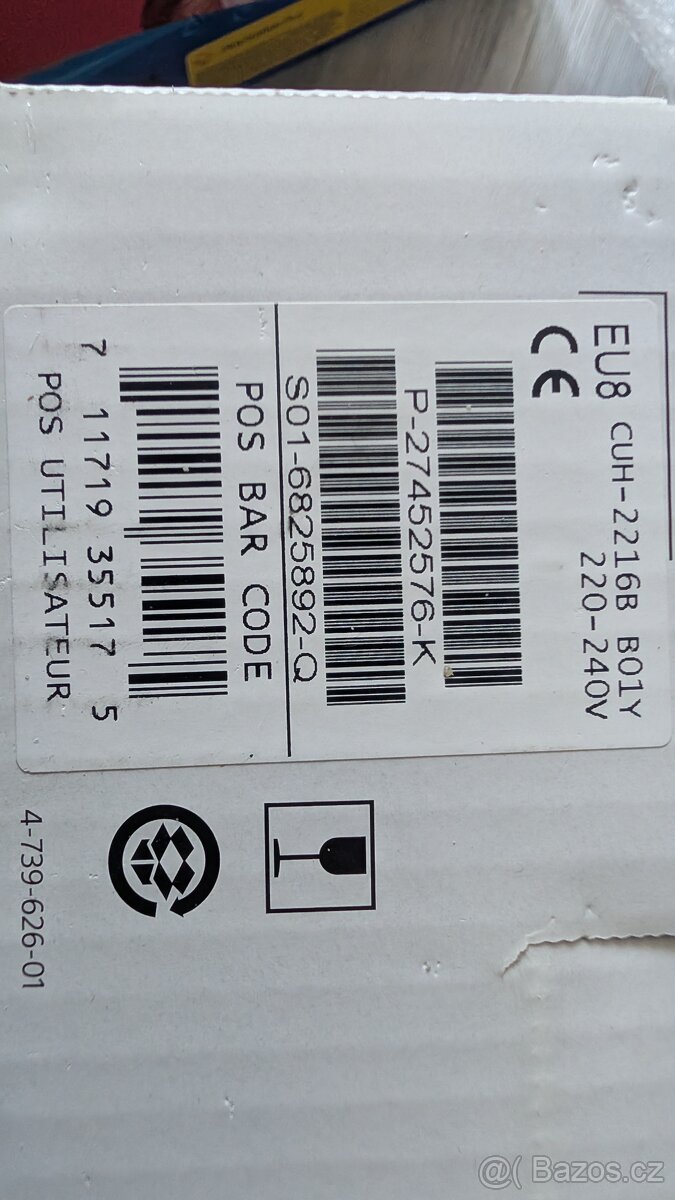 EU8 CUH-2216B B01Y
220-240V
CE
P-27452576-K
S01-6825892-Q
POS BAR CODE
7 11719 35517 5
POS UTILISATEUR
4-739-626-01
@( Bazos.cz